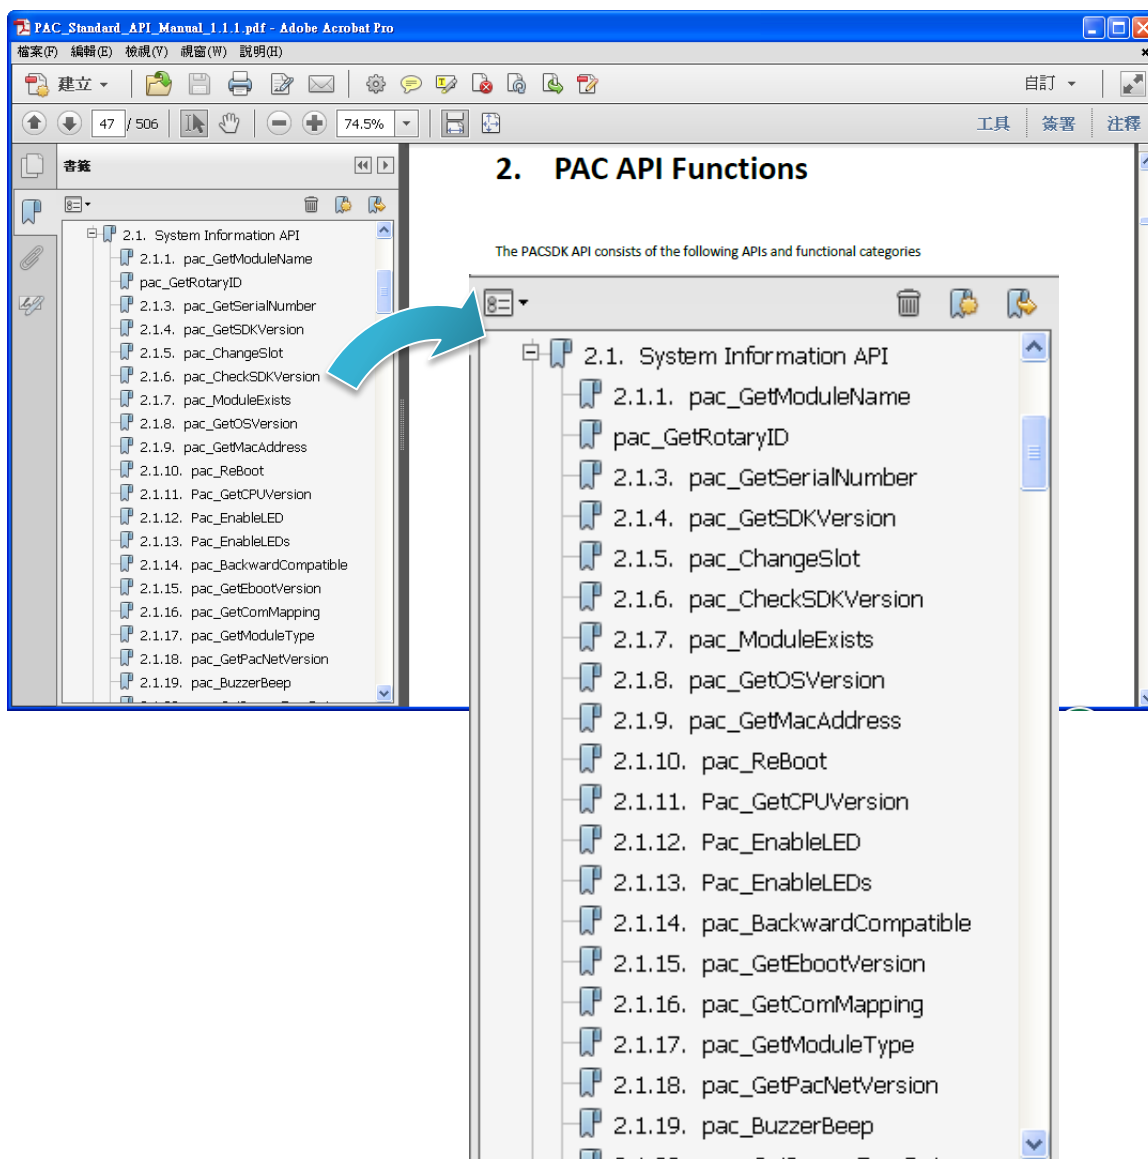 PAC_Standard_API_Manual_1.1.1.pdf - Adobe Acrobat Pro
檔案(F) 編輯(E) 檢視(V) 視窗(W) 說明(H)
建立 自訂
47 / 506 74.5% 工具 簽署 注釋
書籤
2.1. System Information API
2.1.1. pac_GetModuleName
pac_GetRotaryID
2.1.3. pac_GetSerialNumber
2.1.4. pac_GetSDKVersion
2.1.5. pac_ChangeSlot
2.1.6. pac_CheckSDKVersion
2.1.7. pac_ModuleExists
2.1.8. pac_GetOSVersion
2.1.9. pac_GetMacAddress
2.1.10. pac_ReBoot
2.1.11. Pac_GetCPUVersion
2.1.12. Pac_EnableLED
2.1.13. Pac_EnableLEDs
2.1.14. pac_BackwardCompatible
2.1.15. pac_GetEbootVersion
2.1.16. pac_GetComMapping
2.1.17. pac_GetModuleType
2.1.18. pac_GetPacNetVersion
2.1.19. pac_BuzzerBeep
2. PAC API Functions
The PACSDK API consists of the following APIs and functional categories
2.1. System Information API
2.1.1. pac_GetModuleName
pac_GetRotaryID
2.1.3. pac_GetSerialNumber
2.1.4. pac_GetSDKVersion
2.1.5. pac_ChangeSlot
2.1.6. pac_CheckSDKVersion
2.1.7. pac_ModuleExists
2.1.8. pac_GetOSVersion
2.1.9. pac_GetMacAddress
2.1.10. pac_ReBoot
2.1.11. Pac_GetCPUVersion
2.1.12. Pac_EnableLED
2.1.13. Pac_EnableLEDs
2.1.14. pac_BackwardCompatible
2.1.15. pac_GetEbootVersion
2.1.16. pac_GetComMapping
2.1.17. pac_GetModuleType
2.1.18. pac_GetPacNetVersion
2.1.19. pac_BuzzerBeep